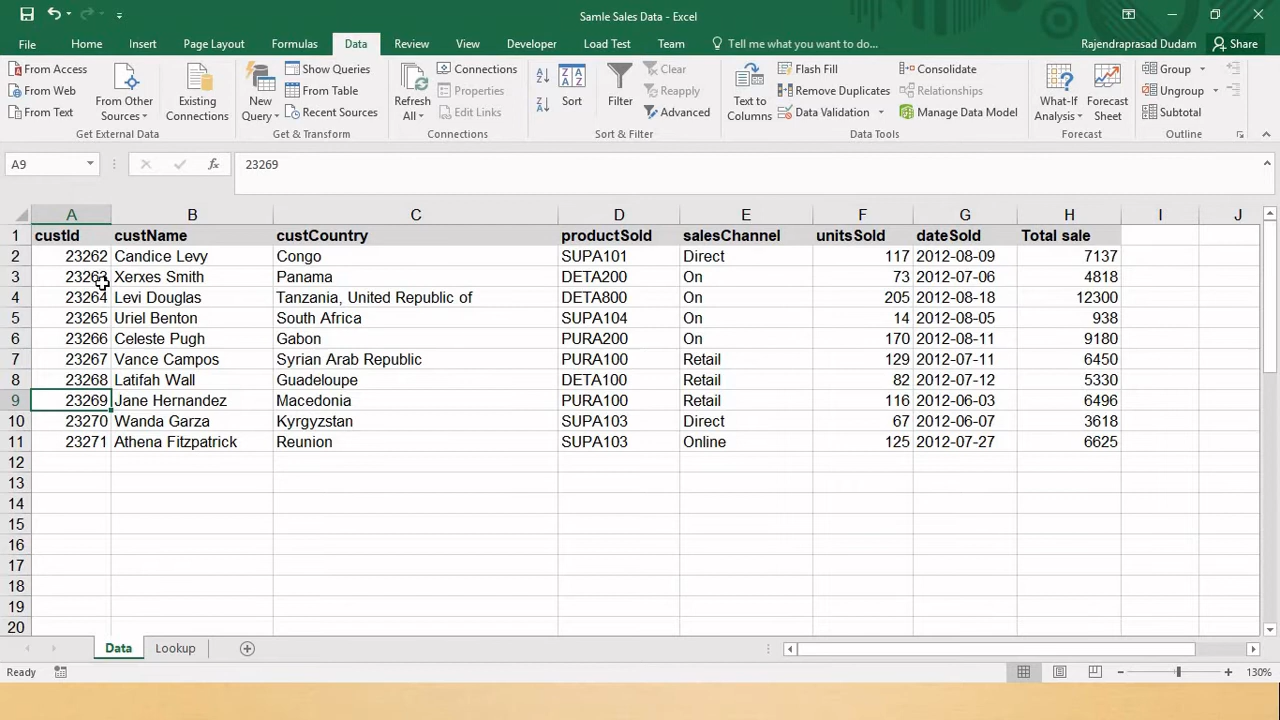 Samle Sales Data - Excel
File Home Insert Page Layout Formulas Data Review View Developer Load Test Team Tell me what you want to do... Rajendraprasad Dudam Share
From Access
From Web
From Text
From Other Sources
Existing Connections
Get External Data
New Query
Show Queries
From Table
Recent Sources
Get & Transform
Refresh All
Connections
Properties
Edit Links
Connections
Sort
Filter
Clear
Reapply
Advanced
Sort & Filter
Text to Columns
Flash Fill
Remove Duplicates
Data Validation
Consolidate
Relationships
Manage Data Model
Data Tools
What-If Analysis
Forecast Sheet
Forecast
Group
Ungroup
Subtotal
Outline
A9 fx 23269
A B C D E F G H I J
1 custId custName custCountry productSold salesChannel unitsSold dateSold Total sale
2 23262 Candice Levy Congo SUPA101 Direct 117 2012-08-09 7137
3 23263 Xerxes Smith Panama DETA200 On 73 2012-07-06 4818
4 23264 Levi Douglas Tanzania, United Republic of DETA800 On 205 2012-08-18 12300
5 23265 Uriel Benton South Africa SUPA104 On 14 2012-08-05 938
6 23266 Celeste Pugh Gabon PURA200 On 170 2012-08-11 9180
7 23267 Vance Campos Syrian Arab Republic PURA100 Retail 129 2012-07-11 6450
8 23268 Latifah Wall Guadeloupe DETA100 Retail 82 2012-07-12 5330
9 23269 Jane Hernandez Macedonia PURA100 Retail 116 2012-06-03 6496
10 23270 Wanda Garza Kyrgyzstan SUPA103 Direct 67 2012-06-07 3618
11 23271 Athena Fitzpatrick Reunion SUPA103 Online 125 2012-07-27 6625
12
13
14
15
16
17
18
19
20
Data Lookup
Ready 130%